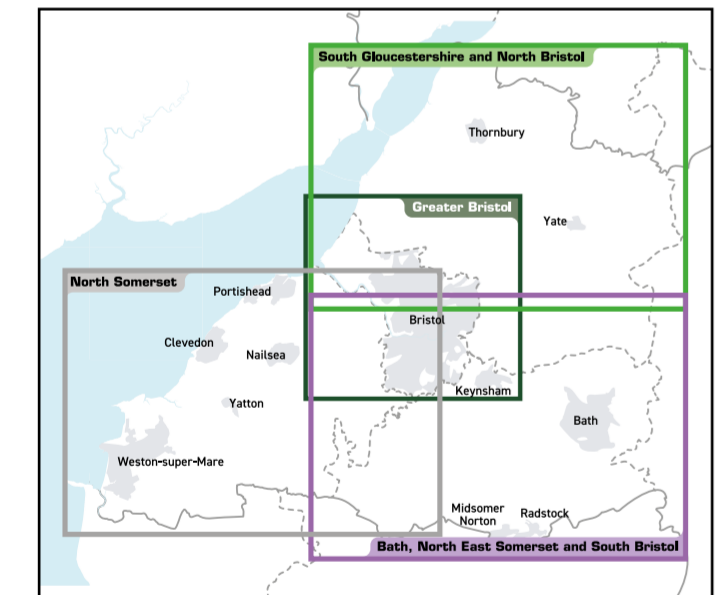 South Gloucestershire and North Bristol
Thornbury
Greater Bristol
Yate
North Somerset
Portishead
Bristol
Clevedon
Nailsea
Keynsham
Yatton
Bath
Weston-super-Mare
Midsomer
Norton
Radstock
Bath, North East Somerset and South Bristol